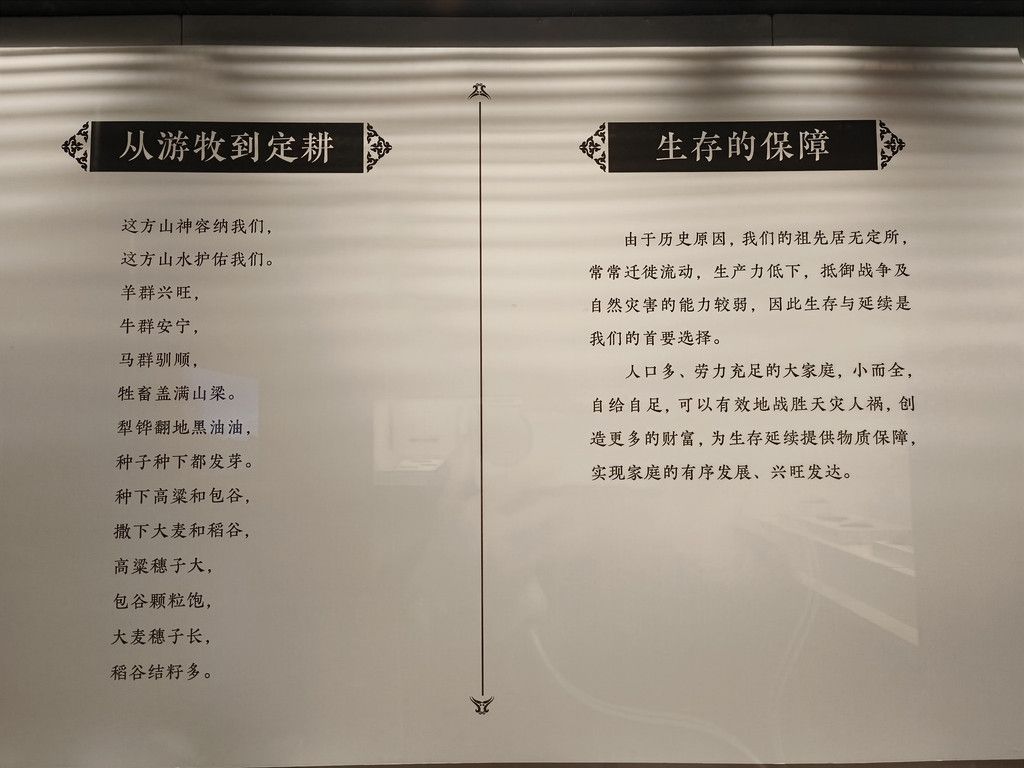 从游牧到定耕
这方山神容纳我们，
这方山水护佑我们。
羊群兴旺，
牛群安宁，
马群驯顺，
牲畜盖满山梁。
犁铧翻地黑油油，
种子种下都发芽。
种下高粱和包谷，
撒下大麦和稻谷，
高粱穗子大，
包谷颗粒饱，
大麦穗子长，
稻谷结籽多。
生存的保障
由于历史原因，我们的祖先居无定所，
常常迁徙流动，生产力低下，抵御战争及
自然灾害的能力较弱，因此生存与延续是
我们的首要选择。
人口多、劳力充足的大家庭，小而全，
自给自足，可以有效地战胜天灾人祸，创
造更多的财富，为生存延续提供物质保障，
实现家庭的有序发展、兴旺发达。